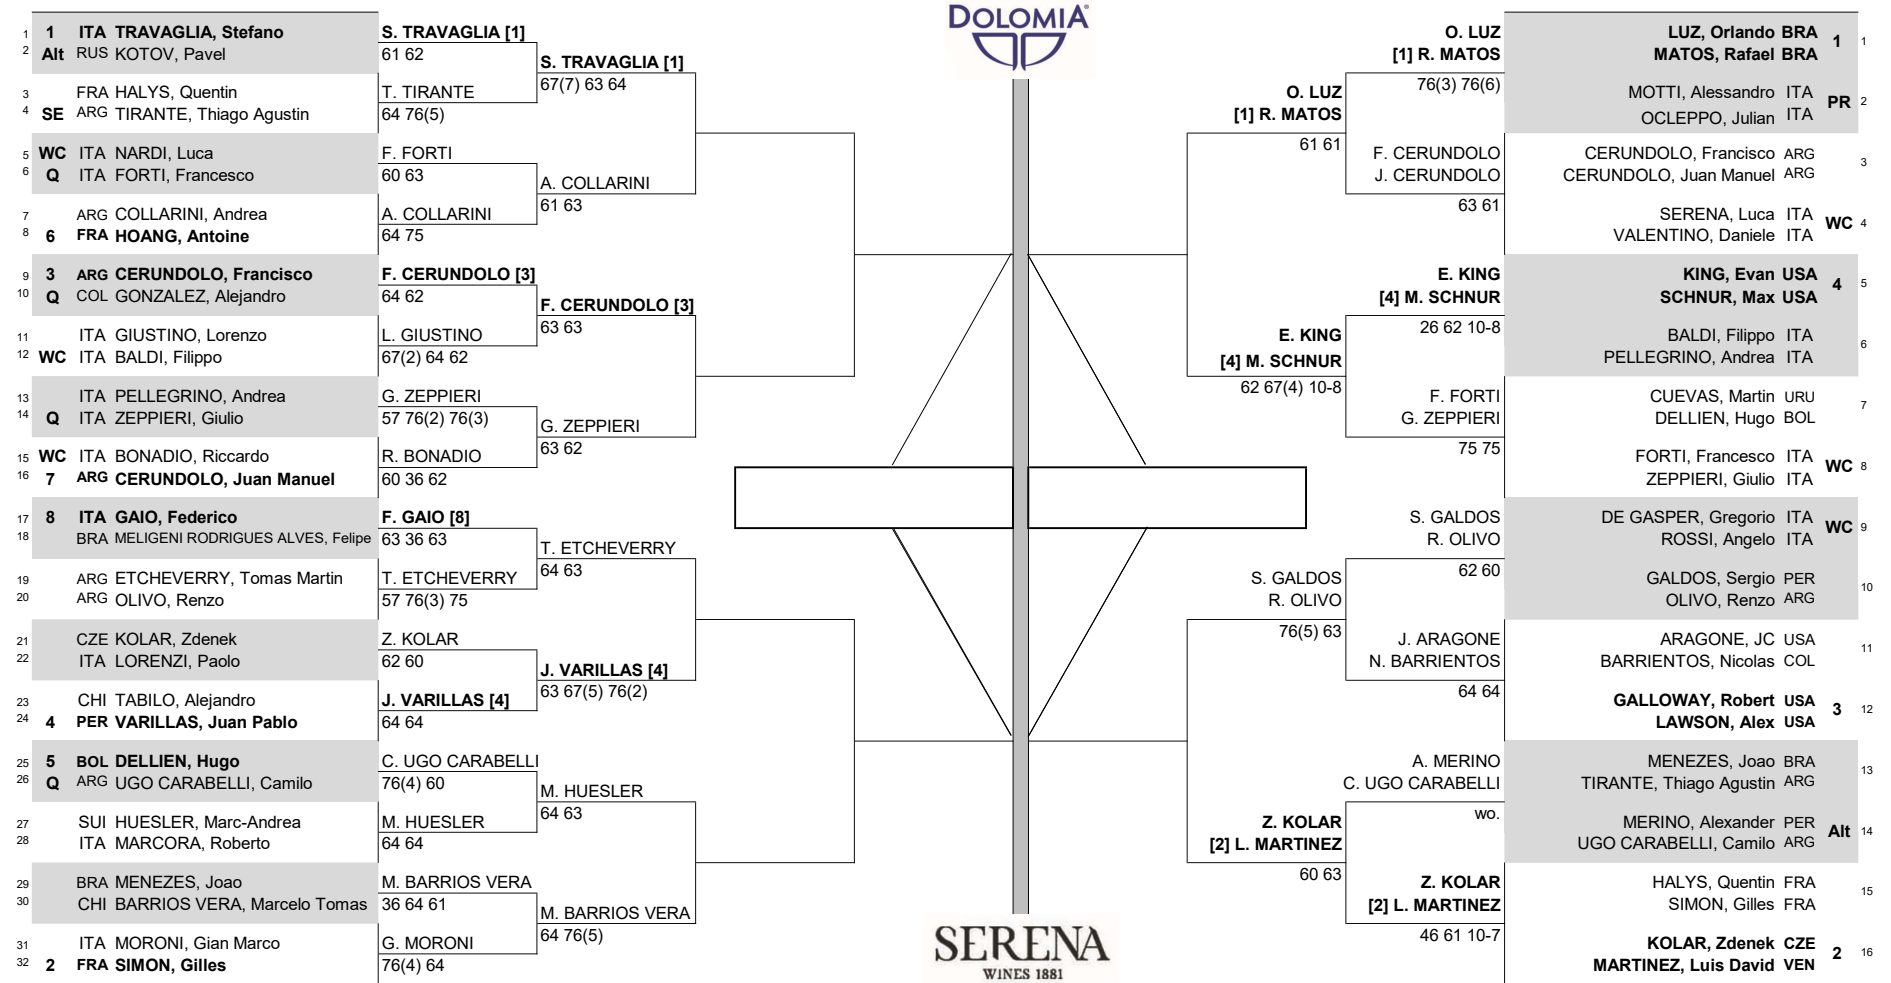 DOLOMIA®
1 1 ITA TRAVAGLIA, Stefano
2 Alt RUS KOTOV, Pavel
3 FRA HALYS, Quentin
4 SE ARG TIRANTE, Thiago Agustin
5 WC ITA NARDI, Luca
6 Q ITA FORTI, Francesco
7 ARG COLLARINI, Andrea
8 6 FRA HOANG, Antoine
9 3 ARG CERUNDOLO, Francisco
10 Q COL GONZALEZ, Alejandro
11 ITA GIUSTINO, Lorenzo
12 WC ITA BALDI, Filippo
13 ITA PELLEGRINO, Andrea
14 Q ITA ZEPPIERI, Giulio
15 WC ITA BONADIO, Riccardo
16 7 ARG CERUNDOLO, Juan Manuel
17 8 ITA GAIO, Federico
18 BRA MELIGENI RODRIGUES ALVES, Felipe
19 ARG ETCHEVERRY, Tomas Martin
20 ARG OLIVO, Renzo
21 CZE KOLAR, Zdenek
22 ITA LORENZI, Paolo
23 CHI TABILO, Alejandro
24 4 PER VARILLAS, Juan Pablo
25 5 BOL DELLIEN, Hugo
26 Q ARG UGO CARABELLI, Camilo
27 SUI HUESLER, Marc-Andrea
28 ITA MARCORA, Roberto
29 BRA MENEZES, Joao
30 CHI BARRIOS VERA, Marcelo Tomas
31 ITA MORONI, Gian Marco
32 2 FRA SIMON, Gilles
S. TRAVAGLIA [1]
61 62
T. TIRANTE
64 76(5)
F. FORTI
60 63
A. COLLARINI
64 75
F. CERUNDOLO [3]
64 62
L. GIUSTINO
67(2) 64 62
G. ZEPPIERI
57 76(2) 76(3)
R. BONADIO
60 36 62
F. GAIO [8]
63 36 63
T. ETCHEVERRY
57 76(3) 75
Z. KOLAR
62 60
J. VARILLAS [4]
64 64
C. UGO CARABELLI
76(4) 60
M. HUESLER
64 64
M. BARRIOS VERA
36 64 61
G. MORONI
76(4) 64
S. TRAVAGLIA [1]
67(7) 63 64
A. COLLARINI
61 63
F. CERUNDOLO [3]
63 63
G. ZEPPIERI
63 62
T. ETCHEVERRY
64 63
J. VARILLAS [4]
63 67(5) 76(2)
M. HUESLER
64 63
M. BARRIOS VERA
64 76(5)
O. LUZ
[1] R. MATOS
61 61
E. KING
[4] M. SCHNUR
62 67(4) 10-8
S. GALDOS
R. OLIVO
76(5) 63
Z. KOLAR
[2] L. MARTINEZ
60 63
O. LUZ
[1] R. MATOS
76(3) 76(6)
F. CERUNDOLO
J. CERUNDOLO
63 61
E. KING
[4] M. SCHNUR
26 62 10-8
F. FORTI
G. ZEPPIERI
75 75
S. GALDOS
R. OLIVO
62 60
J. ARAGONE
N. BARRIENTOS
64 64
A. MERINO
C. UGO CARABELLI
wo.
Z. KOLAR
[2] L. MARTINEZ
46 61 10-7
LUZ, Orlando BRA 1 1
MATOS, Rafael BRA
MOTTI, Alessandro ITA PR 2
OCLEPPO, Julian ITA
CERUNDOLO, Francisco ARG 3
CERUNDOLO, Juan Manuel ARG
SERENA, Luca ITA WC 4
VALENTINO, Daniele ITA
KING, Evan USA 4 5
SCHNUR, Max USA
BALDI, Filippo ITA 6
PELLEGRINO, Andrea ITA
CUEVAS, Martin URU 7
DELLIEN, Hugo BOL
FORTI, Francesco ITA WC 8
ZEPPIERI, Giulio ITA
DE GASPER, Gregorio ITA WC 9
ROSSI, Angelo ITA
GALDOS, Sergio PER 10
OLIVO, Renzo ARG
ARAGONE, JC USA 11
BARRIENTOS, Nicolas COL
GALLOWAY, Robert USA 3 12
LAWSON, Alex USA
MENEZES, Joao BRA 13
TIRANTE, Thiago Agustin ARG
MERINO, Alexander PER Alt 14
UGO CARABELLI, Camilo ARG
HALYS, Quentin FRA 15
SIMON, Gilles FRA
KOLAR, Zdenek CZE 2 16
MARTINEZ, Luis David VEN
SERENA
WINES 1881